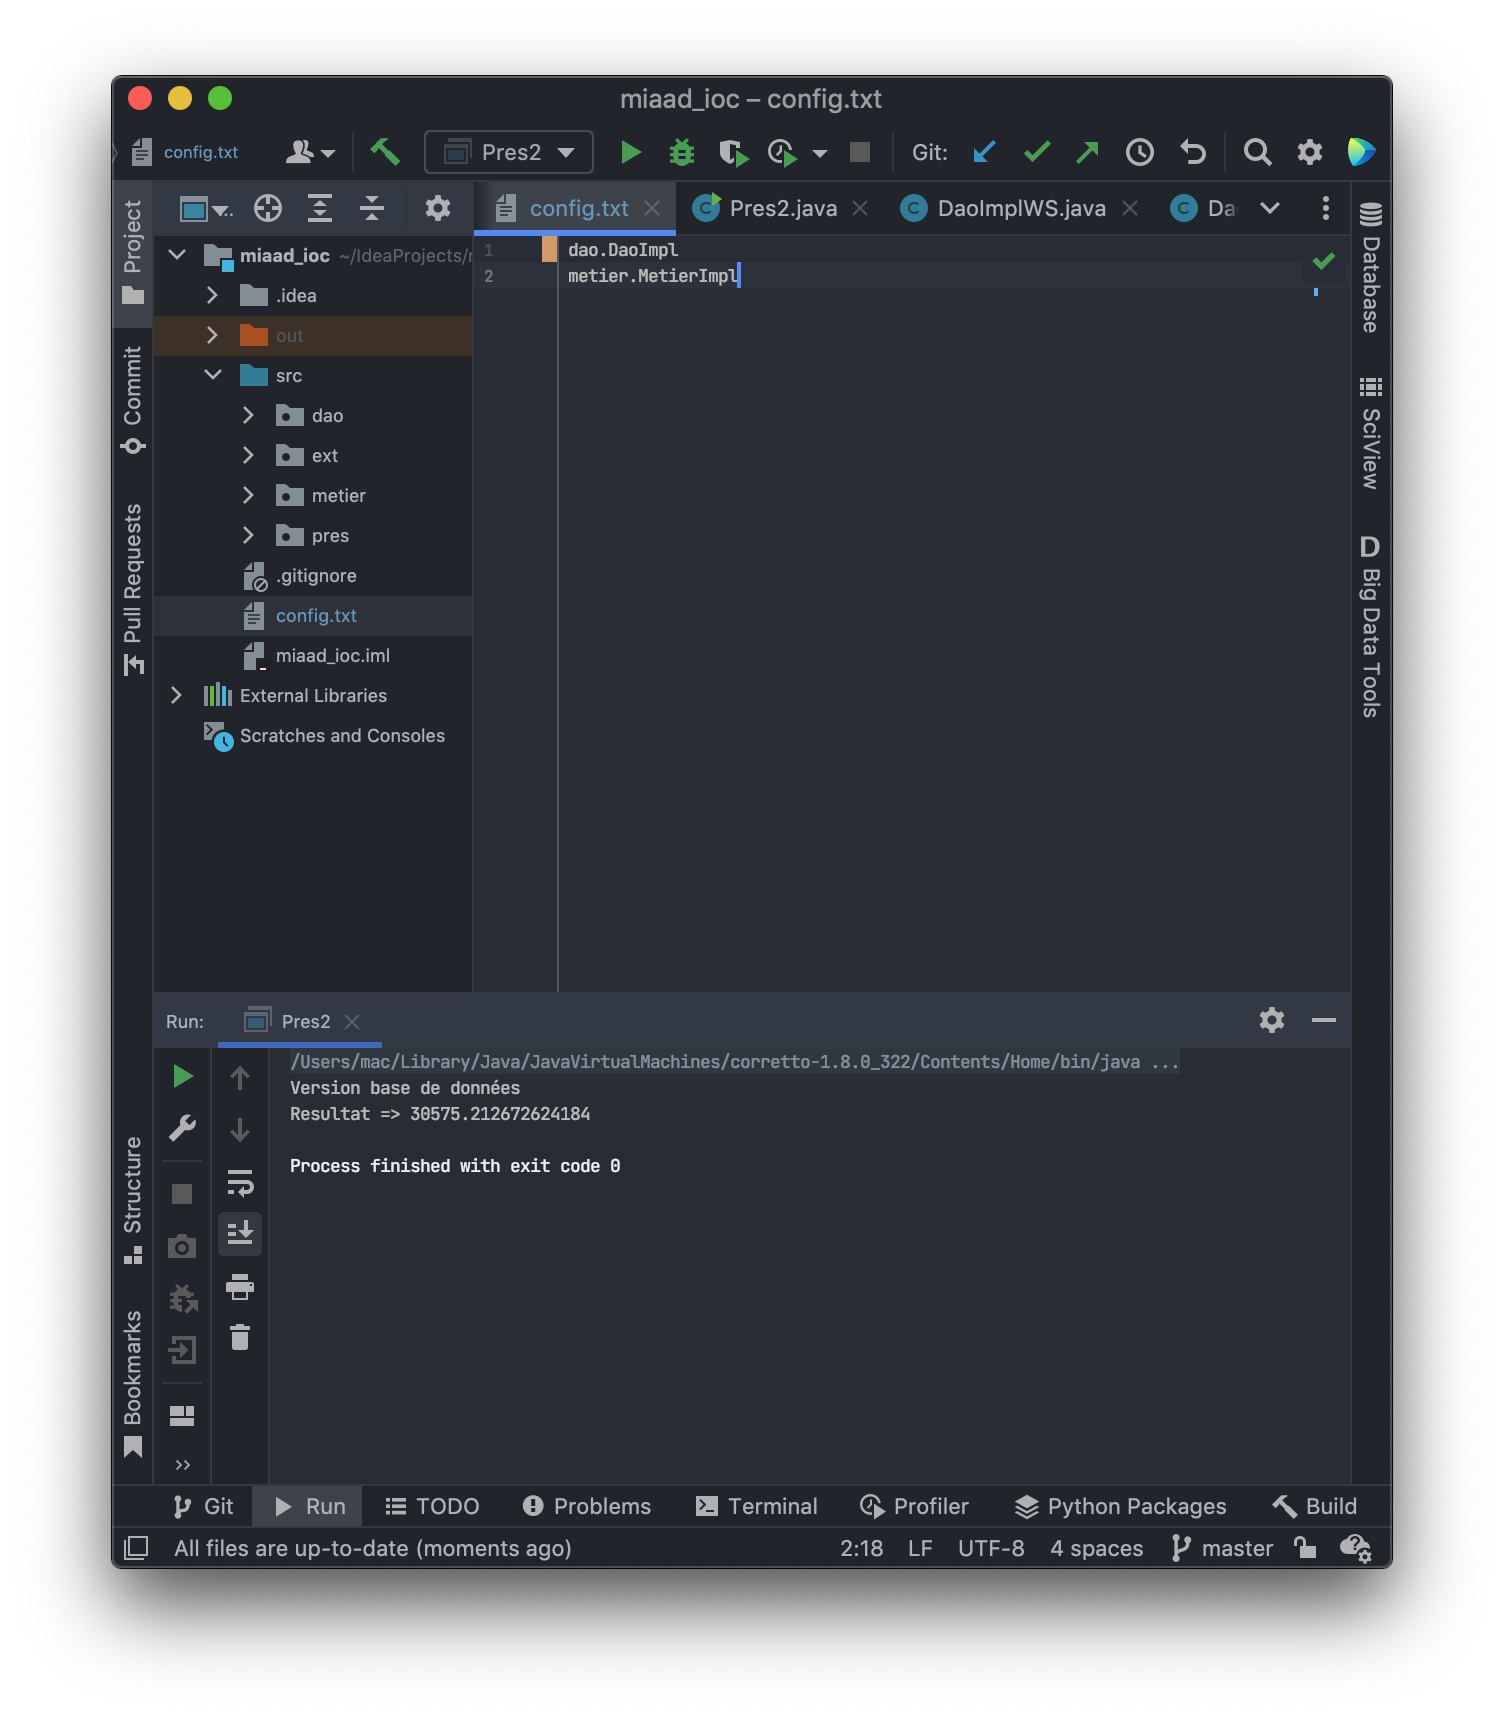 miaad_ioc – config.txt
config.txt
Pres2
Git:
config.txt
Pres2.java
DaoImplWS.java
Da
Project
Commit
Pull Requests
Structure
Bookmarks
miaad_ioc ~/IdeaProjects/
.idea
out
src
dao
ext
metier
pres
.gitignore
config.txt
miaad_ioc.iml
External Libraries
Scratches and Consoles
1 dao.DaoImpl
2 metier.MetierImpl
Database
SciView
D Big Data Tools
Run: Pres2
/Users/mac/Library/Java/JavaVirtualMachines/corretto-1.8.0_322/Contents/Home/bin/java ...
Version base de données
Resultat => 30575.212672624184
Process finished with exit code 0
Git Run TODO Problems Terminal Profiler Python Packages Build
All files are up-to-date (moments ago) 2:18 LF UTF-8 4 spaces master